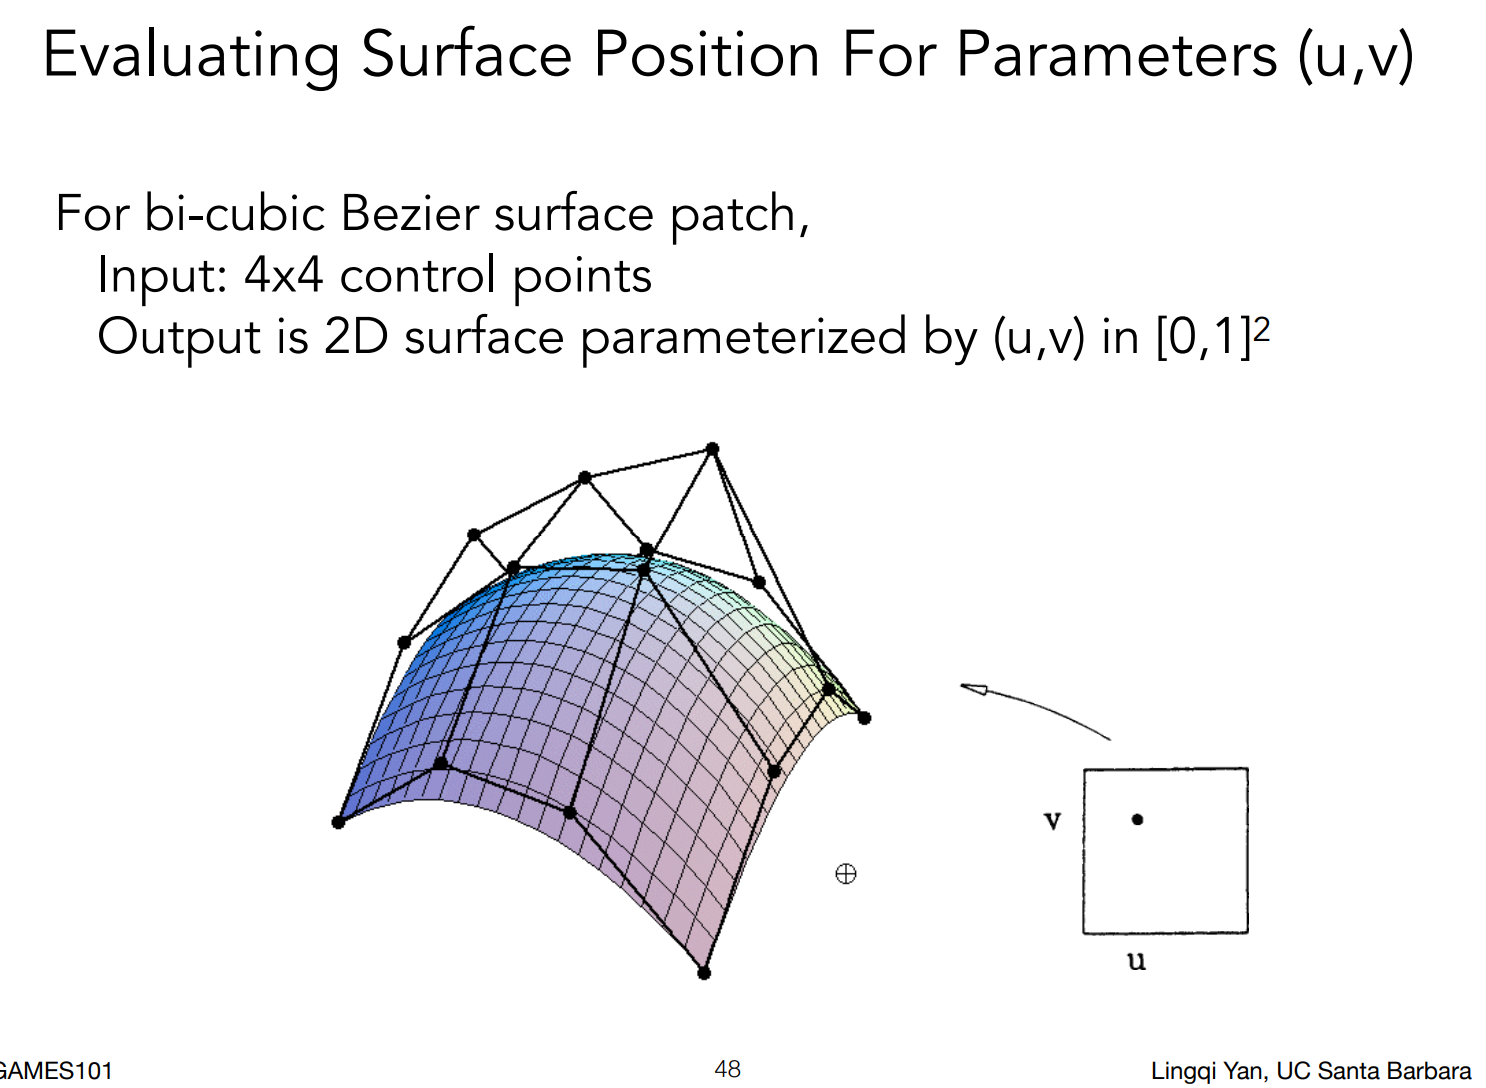 Evaluating Surface Position For Parameters (u,v)
For bi-cubic Bezier surface patch,
Input: 4x4 control points
Output is 2D surface parameterized by (u,v) in [0,1]2
v
u
GAMES101
48
Lingqi Yan, UC Santa Barbara